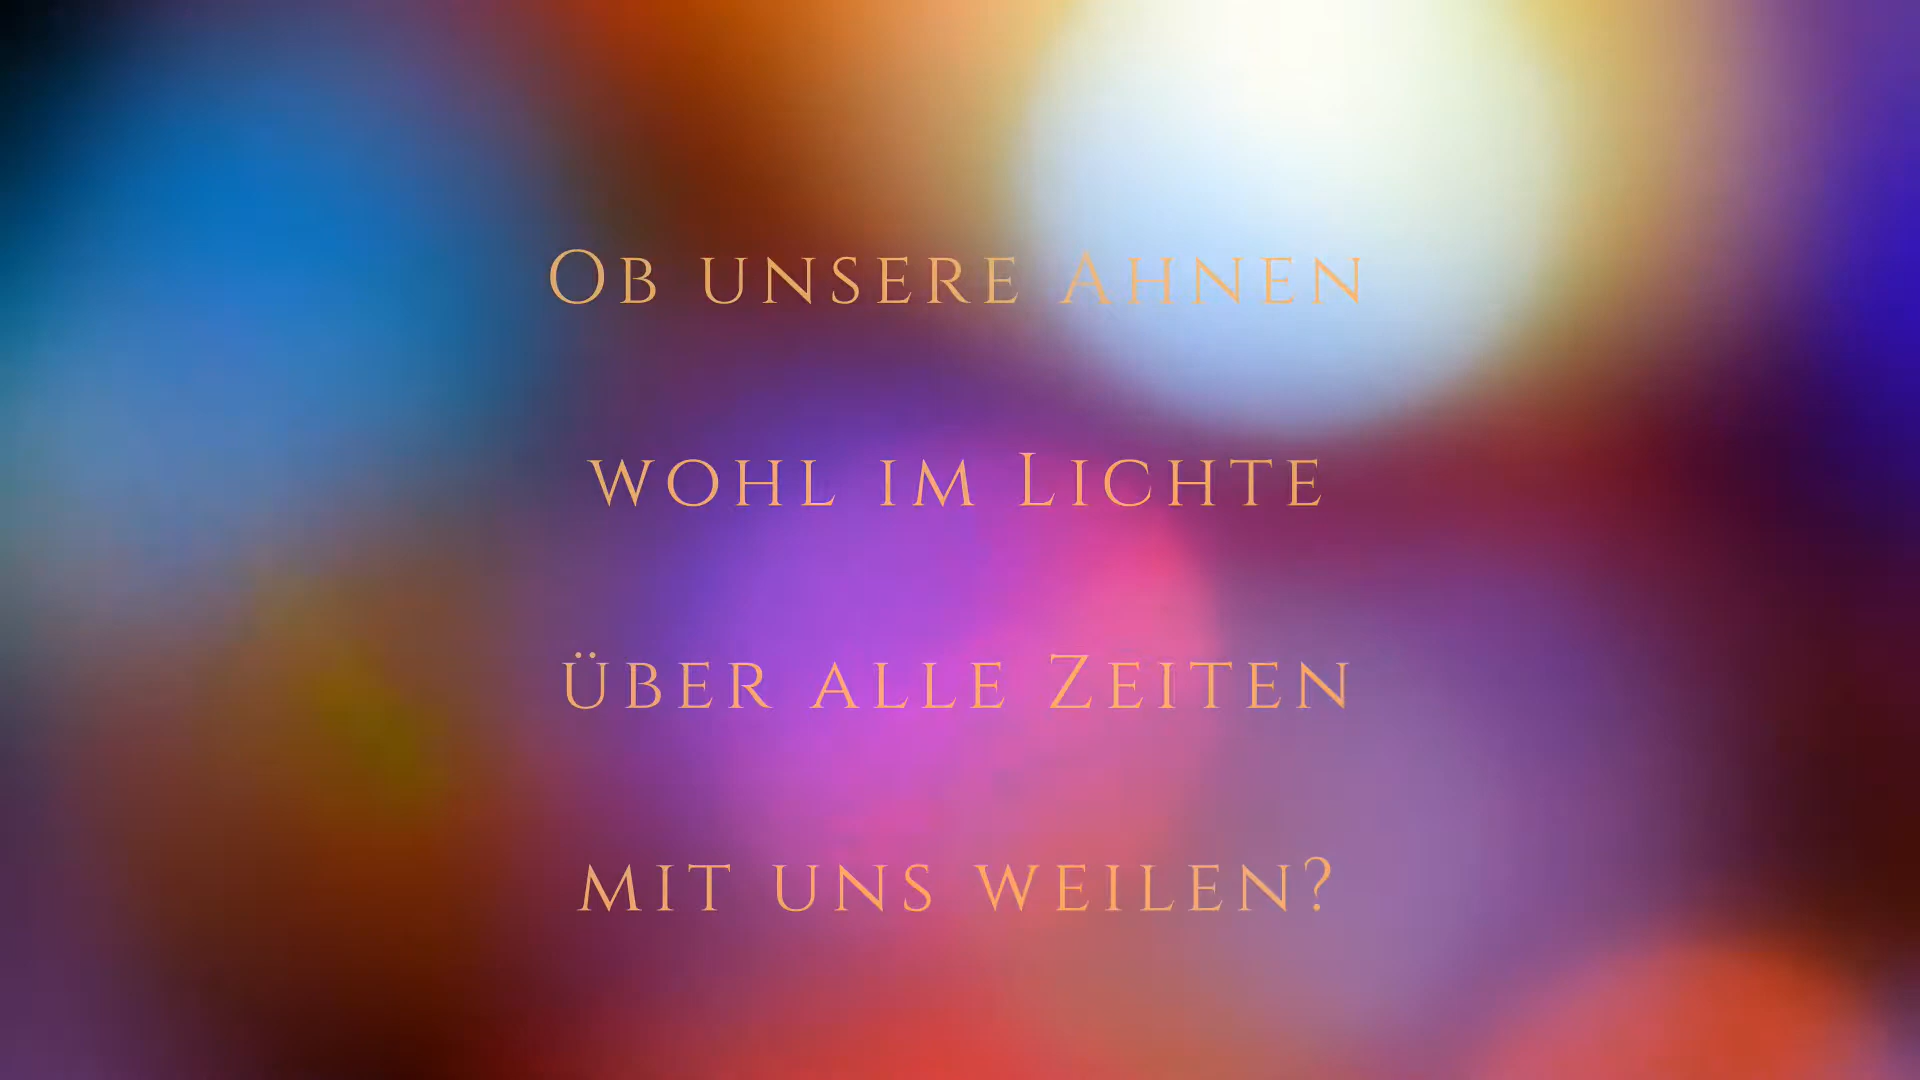 Ob unsere Ahnen
wohl im Lichte
über alle Zeiten
mit uns weilen?